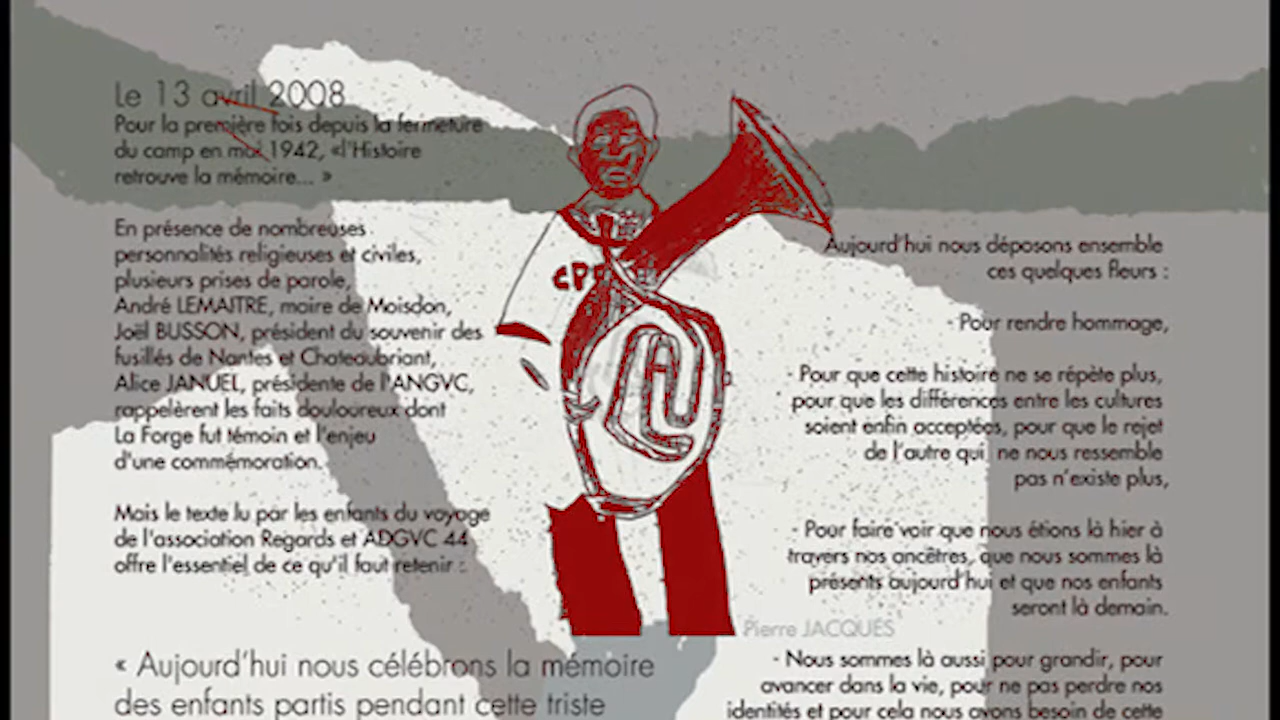 Le 13 avril 2008
Pour la première fois depuis la fermeture
du camp en mai 1942, «l'Histoire
retrouve la mémoire... »
En présence de nombreuses
personnalités religieuses et civiles,
plusieurs prises de parole,
André LEMAITRE, maire de Moisdon,
Joël BUSSON, président du souvenir des
fusillés de Nantes et Chateaubriant,
Alice JANUEL, présidente de l'ANGVC,
rappelèrent les faits douloureux dont
La Forge fut témoin et l'enjeu
d'une commémoration.
Mais le texte lu par les enfants du voyage
de l'association Regards et ADGVC 44
offre l'essentiel de ce qu'il faut retenir :
« Aujourd'hui nous célébrons la mémoire
des enfants partis pendant cette triste
CP
Aujourd'hui nous déposons ensemble
ces quelques fleurs :
- Pour rendre hommage,
- Pour que cette histoire ne se répète plus,
pour que les différences entre les cultures
soient enfin acceptées, pour que le rejet
de l'autre qui ne nous ressemble
pas n'existe plus,
- Pour faire voir que nous étions là hier à
travers nos ancêtres, que nous sommes là
présents aujourd'hui et que nos enfants
seront là demain.
Pierre JACQUES
- Nous sommes là aussi pour grandir, pour
avancer dans la vie, pour ne pas perdre nos
identités et pour cela nous avons besoin de cette